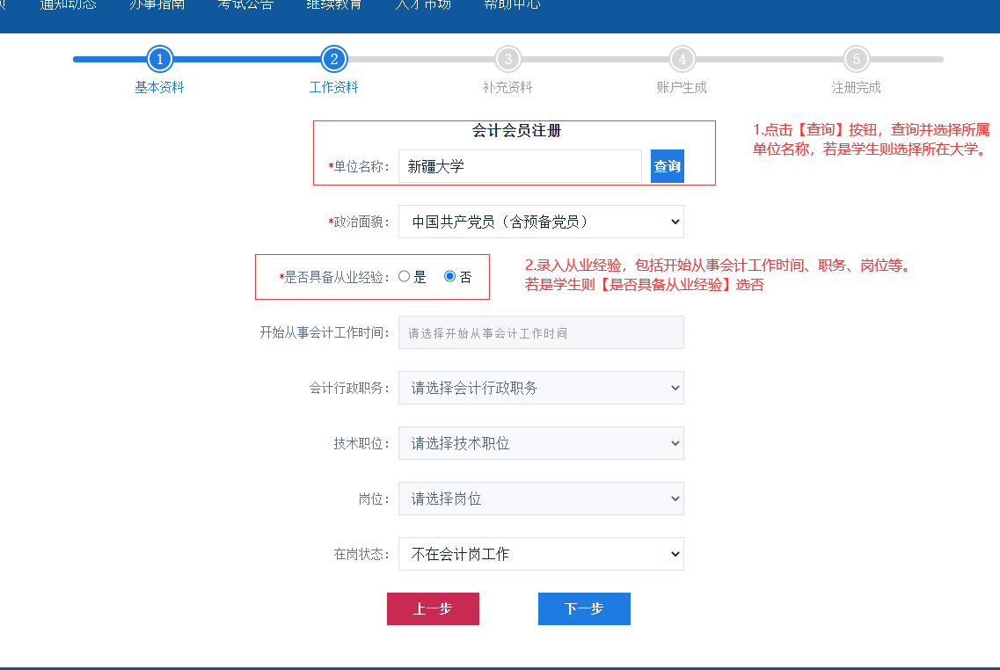 通知动态 办事指南 考试公告 继续教育 人才市场 帮助中心
1 2 3 4 5
基本资料 工作资料 补充资料 账户生成 注册完成
会计会员注册
*单位名称： 新疆大学 查询
1.点击【查询】按钮，查询并选择所属
单位名称，若是学生则选择所在大学。
*政治面貌： 中国共产党员（含预备党员）
*是否具备从业经验： 是 否
2.录入从业经验，包括开始从事会计工作时间、职务、岗位等。
若是学生则【是否具备从业经验】选否
开始从事会计工作时间： 请选择开始从事会计工作时间
会计行政职务： 请选择会计行政职务
技术职位： 请选择技术职位
岗位： 请选择岗位
在岗状态： 不在会计岗工作
上一步 下一步